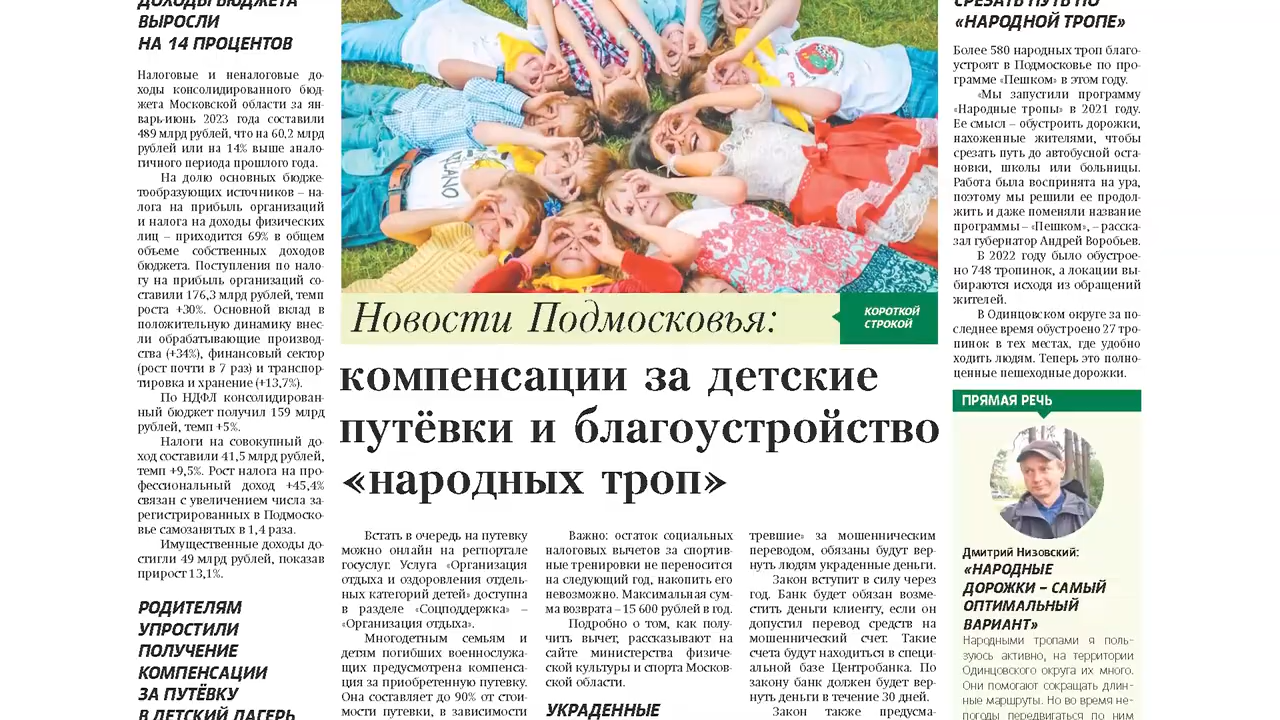 ДОХОДЫ БЮДЖЕТА
ВЫРОСЛИ
НА 14 ПРОЦЕНТОВ
Налоговые и неналоговые до-
ходы консолидированного бюд-
жета Московской области за ян-
варь-июнь 2023 года составили
489 млрд рублей, что на 60,2 млрд
рублей или на 14% выше анало-
гичного периода прошлого года.
На долю основных бюдже-
тообразующих источников – на-
лога на прибыль организаций
и налога на доходы физических
лиц – приходится 69% в общем
объеме собственных доходов
бюджета. Поступления по нало-
гу на прибыль организаций со-
ставили 176,3 млрд рублей, темп
роста +30%. Основной вклад в
положительную динамику внес-
ли обрабатывающие производ-
ства (+34%), финансовый сектор
(рост почти в 7 раз) и транспор-
тировка и хранение (+13,7%).
По НДФЛ консолидирован-
ный бюджет получил 159 млрд
рублей, темп +5%.
Налоги на совокупный до-
ход составили 41,5 млрд рублей,
темп +9,5%. Рост налога на про-
фессиональный доход +45,4%
связан с увеличением числа за-
регистрированных в Подмоско-
вье самозанятых в 1,4 раза.
Имущественные доходы до-
стигли 49 млрд рублей, показав
прирост 13,1%.
РОДИТЕЛЯМ
УПРОСТИЛИ
ПОЛУЧЕНИЕ
КОМПЕНСАЦИИ
ЗА ПУТЁВКУ
В ДЕТСКИЙ ЛАГЕРЬ
Новости Подмосковья:
КОРОТКОЙ
СТРОКОЙ
компенсации за детские
путёвки и благоустройство
«народных троп»
Встать в очередь на путевку
можно онлайн на регпортале
госуслуг. Услуга «Организация
отдыха и оздоровления отдель-
ных категорий детей» доступна
в разделе «Соцподдержка» –
«Организация отдыха».
Многодетным семьям и
детям погибших военнослужа-
щих предусмотрена компенса-
ция за приобретенную путевку.
Она составляет до 90% от стои-
мости путевки, в зависимости
Важно: остаток социальных
налоговых вычетов за спортив-
ные тренировки не переносится
на следующий год, накопить его
невозможно. Максимальная сум-
ма возврата – 15 600 рублей в год.
Подробно о том, как полу-
чить вычет, рассказывают на
сайте министерства физиче-
ской культуры и спорта Москов-
ской области.
УКРАДЕННЫЕ
тревшие» за мошенническим
переводом, обязаны будут вер-
нуть людям украденные деньги.
Закон вступит в силу через
год. Банк будет обязан возме-
стить деньги клиенту, если он
допустил перевод средств на
мошеннический счет. Такие
счета будут находиться в специ-
альной базе Центробанка. По
закону банк должен будет вер-
нуть деньги в течение 30 дней.
Закон также предусма-
СРЕЗАТЬ ПУТЬ ПО
«НАРОДНОЙ ТРОПЕ»
Более 580 народных троп благо-
устроят в Подмосковье по про-
грамме «Пешком» в этом году.
«Мы запустили программу
«Народные тропы» в 2021 году.
Ее смысл – обустроить дорожки,
нахоженные жителями, чтобы
срезать путь до автобусной оста-
новки, школы или больницы.
Работа была воспринята на ура,
поэтому мы решили ее продол-
жить и даже поменяли название
программы – «Пешком», – расска-
зал губернатор Андрей Воробьев.
В 2022 году было обустрое-
но 748 тропинок, а локации вы-
бираются исходя из обращений
жителей.
В Одинцовском округе за по-
следнее время обустроено 27 тро-
пинок в тех местах, где удобно
ходить людям. Теперь это полно-
ценные пешеходные дорожки.
ПРЯМАЯ РЕЧЬ
Дмитрий Низовский:
«НАРОДНЫЕ
ДОРОЖКИ – САМЫЙ
ОПТИМАЛЬНЫЙ
ВАРИАНТ»
Народными тропами я поль-
зуюсь активно, на территории
Одинцовского округа их много.
Они помогают сокращать длин-
ные маршруты. Но во время не-
погоды передвигаться по ним